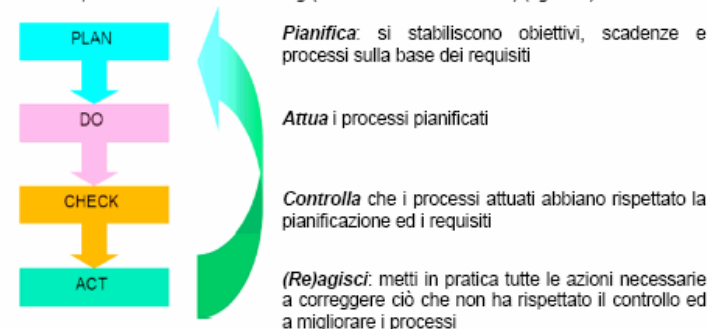 PLAN
Pianifica: si stabiliscono obiettivi, scadenze e
processi sulla base dei requisiti
DO
Attua i processi pianificati
CHECK
Controlla che i processi attuati abbiano rispettato la
pianificazione ed i requisiti
ACT
(Re)agisci: metti in pratica tutte le azioni necessarie
a correggere ciò che non ha rispettato il controllo ed
a migliorare i processi